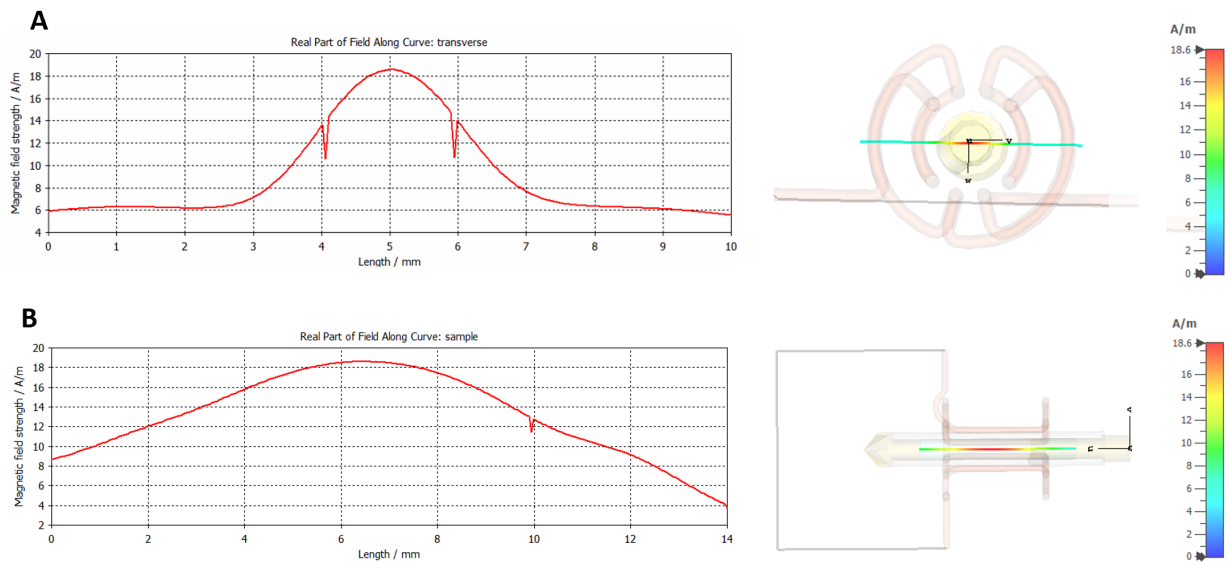 A
Real Part of Field Along Curve: transverse
Magnetic field strength / A/m
20
18
16
14
12
10
8
6
4
0 1 2 3 4 5 6 7 8 9 10
Length / mm
v
w
A/m
18.6
14
12
10
8
6
4
2
0
B
Real Part of Field Along Curve: sample
Magnetic field strength / A/m
20
18
16
14
12
10
8
6
4
2
0 2 4 6 8 10 12 14
Length / mm
A/m
18.6
14
12
10
8
6
4
2
0